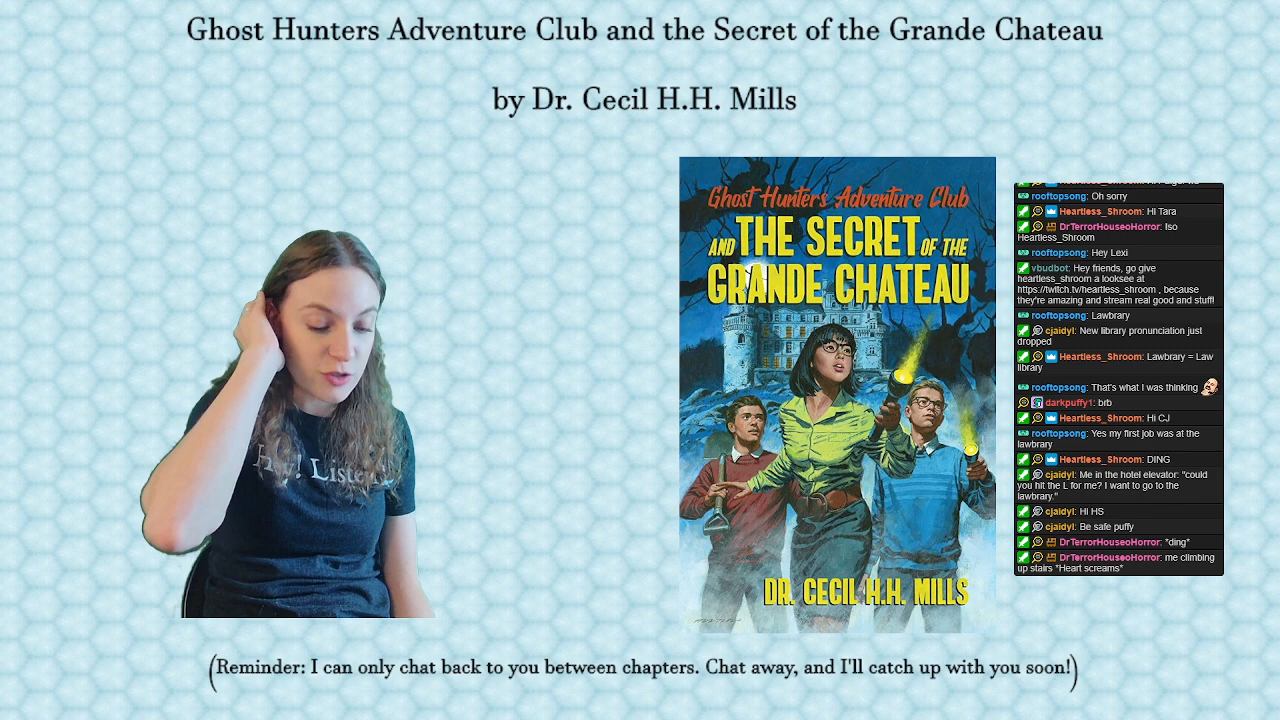 Ghost Hunters Adventure Club and the Secret of the Grande Chateau
by Dr. Cecil H.H. Mills
Ghost Hunters Adventure Club
AND THE SECRET OF THE
GRANDE CHATEAU
DR. CECIL H.H. MILLS
Hey! Listen!
rooftopsong: Oh sorry
Heartless_Shroom: Hi Tara
DrTerrorHouseoHorror: Iso
Heartless_Shroom
rooftopsong: Hey Lexi
vbudbot: Hey friends, go give
heartless_shroom a looksee at
https://twitch.tv/heartless_shroom , because
they're amazing and stream real good and stuff!
rooftopsong: Lawbrary
cjaidyl: New library pronunciation just
dropped
Heartless_Shroom: Lawbrary = Law
library
rooftopsong: That's what I was thinking
darkpuffy1: brb
Heartless_Shroom: Hi CJ
rooftopsong: Yes my first job was at the
lawbrary
Heartless_Shroom: DING
cjaidyl: Me in the hotel elevator: "could
you hit the L for me? I want to go to the
lawbrary."
cjaidyl: Hi HS
cjaidyl: Be safe puffy
DrTerrorHouseoHorror: *ding*
DrTerrorHouseoHorror: me climbing
up stairs *Heart screams*
(Reminder: I can only chat back to you between chapters. Chat away, and I'll catch up with you soon!)